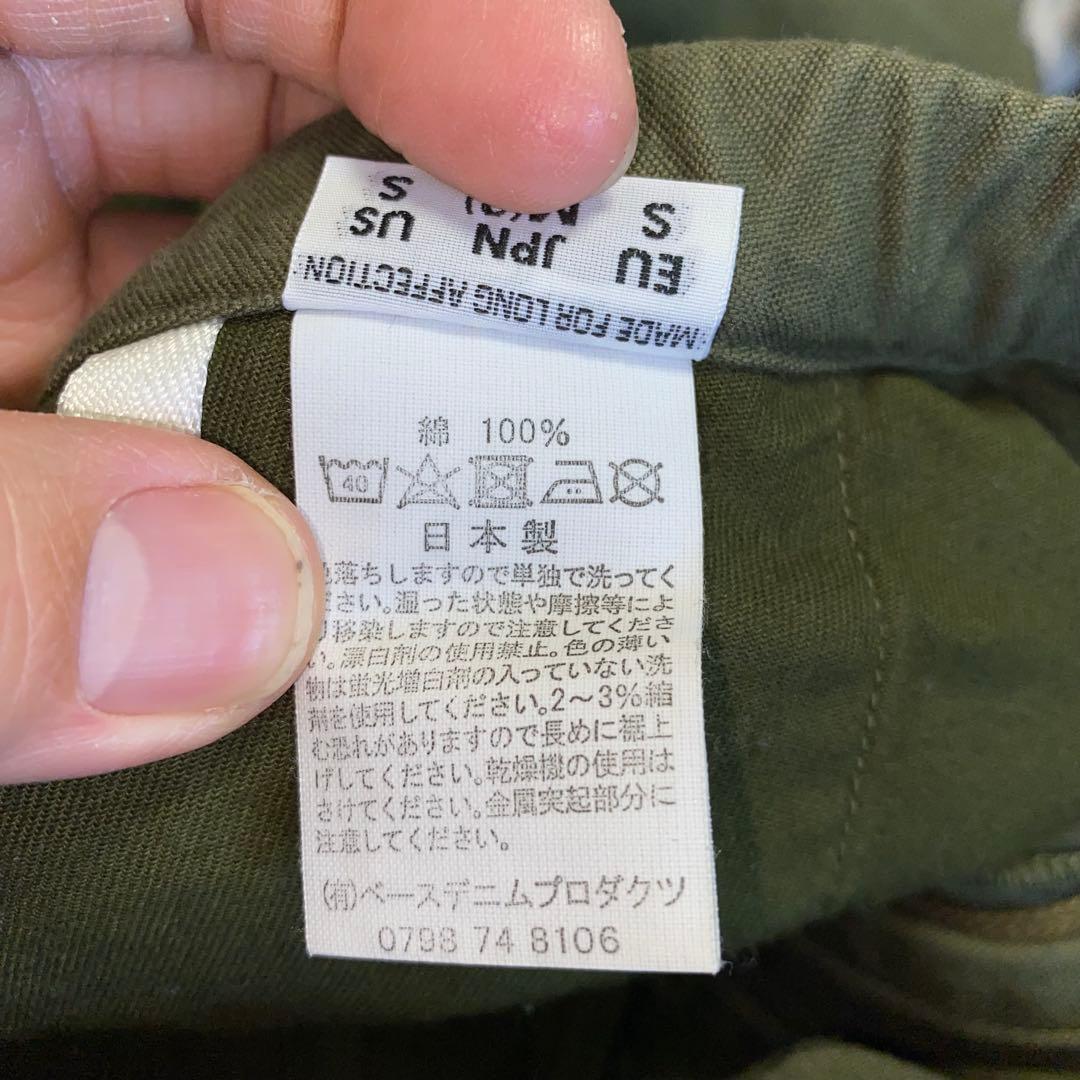 MADE FOR LONG AFFECTION
EU JPN US
S S
綿 100%
40
日本製
色落ちしますので単独で洗ってく
ださい。湿った状態や摩擦等によ
り移染しますので注意してくださ
い。漂白剤の使用禁止。色の薄い
物は蛍光増白剤の入っていない洗
剤を使用してください。2～3%縮
む恐れがありますので長めに裾上
げしてください。乾燥機の使用は
さけてください。金属突起部分に
注意してください。
(有)ベースデニムプロダクツ
0798 74 8106